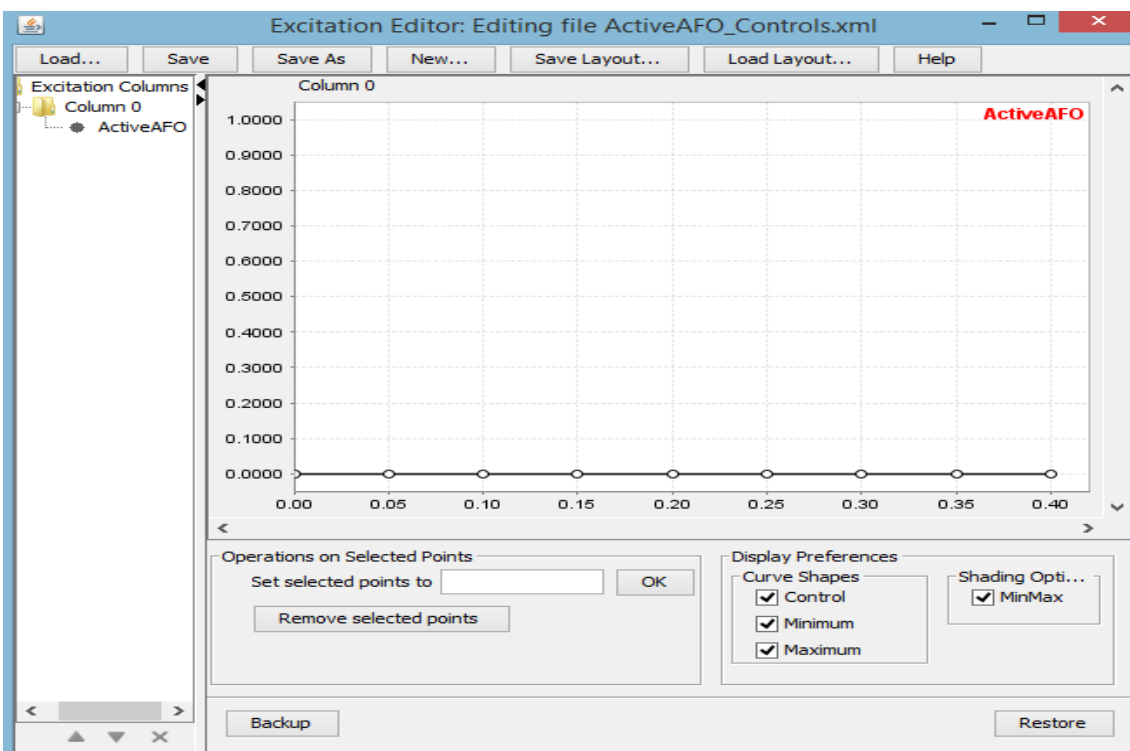 Excitation Editor: Editing file ActiveAFO_Controls.xml
Load... Save Save As New... Save Layout... Load Layout... Help
Excitation Columns
Column 0
ActiveAFO
Column 0
ActiveAFO
1.0000
0.9000
0.8000
0.7000
0.6000
0.5000
0.4000
0.3000
0.2000
0.1000
0.0000
0.00 0.05 0.10 0.15 0.20 0.25 0.30 0.35 0.40
Operations on Selected Points
Set selected points to OK
Remove selected points
Display Preferences
Curve Shapes
Control
Minimum
Maximum
Shading Opti...
MinMax
Backup Restore